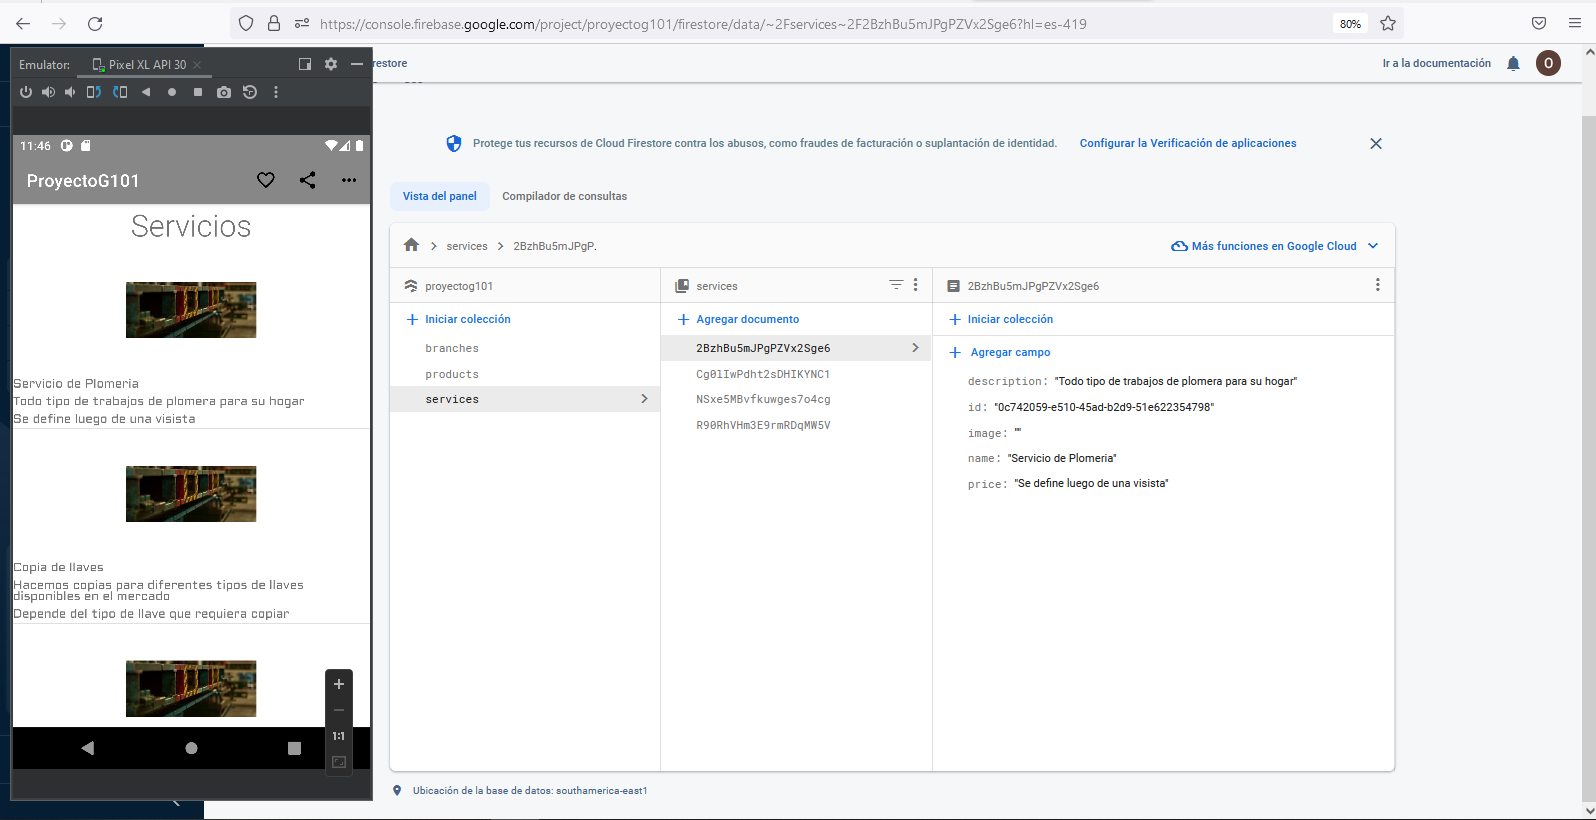 https://console.firebase.google.com/project/proyectog101/firestore/data/~2Fservices~2F2BzhBu5mJPgPZVx2Sge6?hl=es-419
80%
Emulator:
Pixel XL API 30
11:46
ProyectoG101
Servicios
Servicio de Plomeria
Todo tipo de trabajos de plomera para su hogar
Se define luego de una visista
Copia de llaves
Hacemos copias para diferentes tipos de llaves
disponibles en el mercado
Depende del tipo de llave que requiera copiar
1:1
restore
Ir a la documentación
O
Protege tus recursos de Cloud Firestore contra los abusos, como fraudes de facturación o suplantación de identidad.
Configurar la Verificación de aplicaciones
Vista del panel
Compilador de consultas
services
2BzhBu5mJPgP.
Más funciones en Google Cloud
proyectog101
Iniciar colección
branches
products
services
services
Agregar documento
2BzhBu5mJPgPZVx2Sge6
Cg0lIwPdht2sDHIKYNC1
NSxe5MBvfkuwges7o4cg
R90RhVHm3E9rmRDqMW5V
2BzhBu5mJPgPZVx2Sge6
Iniciar colección
Agregar campo
description: "Todo tipo de trabajos de plomera para su hogar"
id: "0c742059-e510-45ad-b2d9-51e622354798"
image: ""
name: "Servicio de Plomeria"
price: "Se define luego de una visista"
Ubicación de la base de datos: southamerica-east1